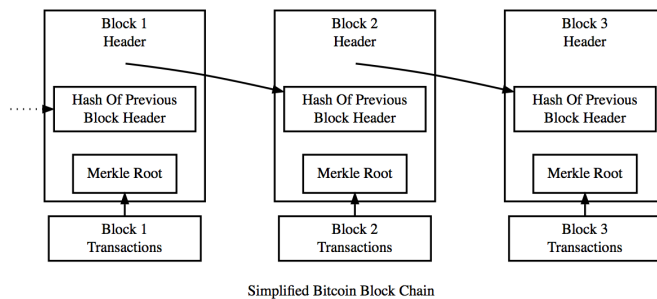 Block 1
Header
Hash Of Previous
Block Header
Merkle Root
Block 1
Transactions
Block 2
Header
Hash Of Previous
Block Header
Merkle Root
Block 2
Transactions
Block 3
Header
Hash Of Previous
Block Header
Merkle Root
Block 3
Transactions
Simplified Bitcoin Block Chain